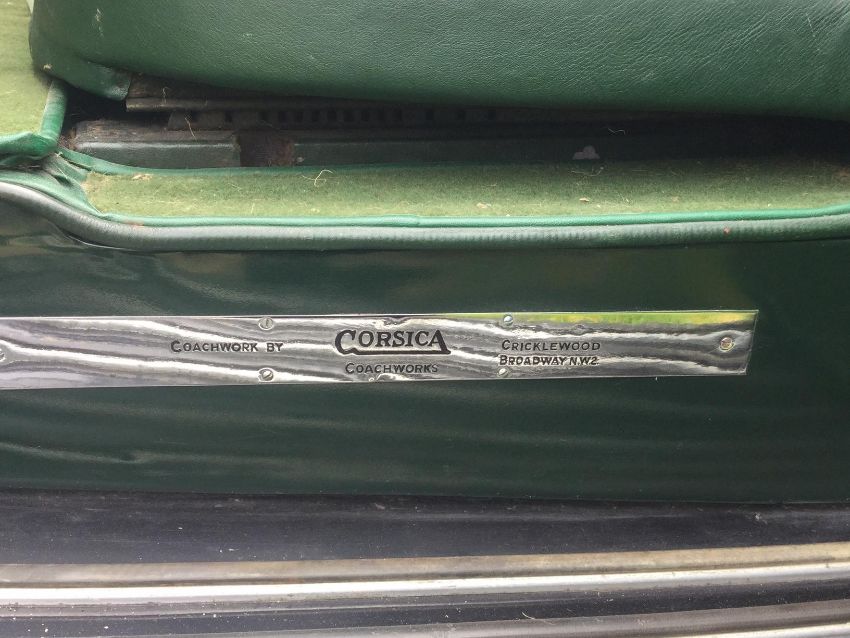 COACHWORK BY
CORSICA
COACHWORKS
CRICKLEWOOD
BROADWAY N.W.2.